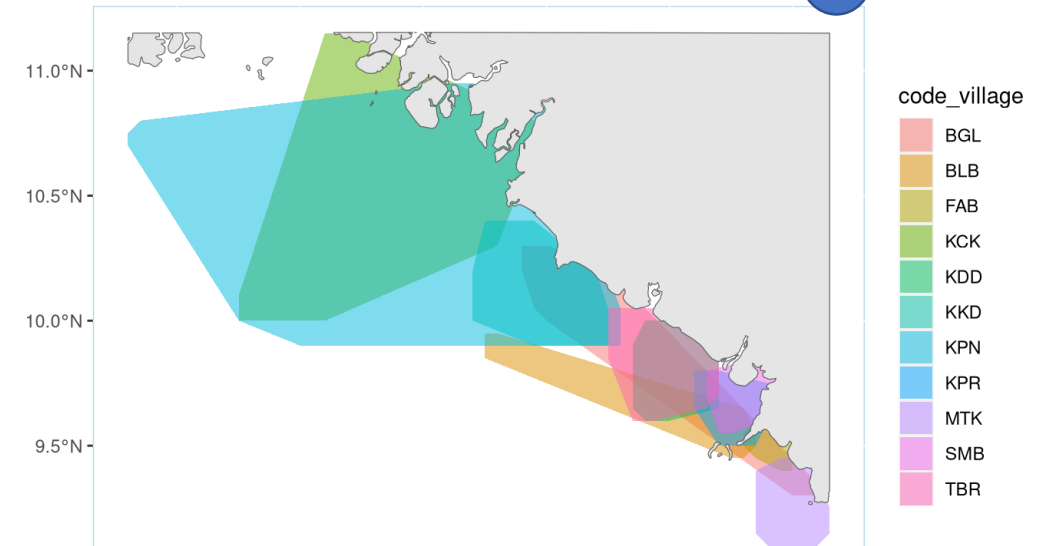 11.0°N
10.5°N
10.0°N
9.5°N
code_village
BGL
BLB
FAB
KCK
KDD
KKD
KPN
KPR
MTK
SMB
TBR